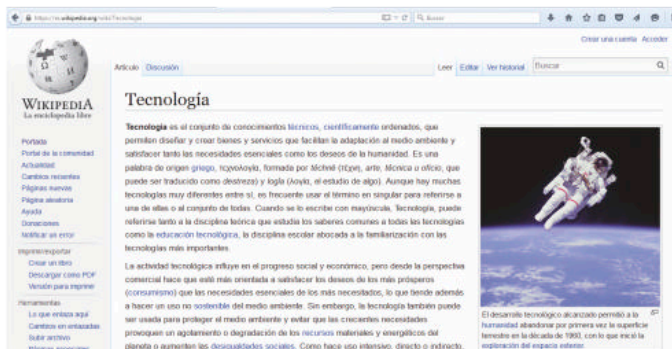 https://es.wikipedia.org/wiki/Tecnología
Buscar
Crear una cuenta Acceder
Artículo Discusión
Leer Editar Ver historial Buscar
WIKIPEDIA
La enciclopedia libre
Portada
Portal de la comunidad
Actualidad
Cambios recientes
Páginas nuevas
Página aleatoria
Ayuda
Donaciones
Notificar un error
Imprimir/exportar
Crear un libro
Descargar como PDF
Versión para imprimir
Herramientas
Lo que enlaza aquí
Cambios en enlazadas
Subir archivo
Páginas especiales
Tecnología
Tecnología es el conjunto de conocimientos técnicos, científicamente ordenados, que
permiten diseñar y crear bienes y servicios que facilitan la adaptación al medio ambiente y
satisfacer tanto las necesidades esenciales como los deseos de la humanidad. Es una
palabra de origen griego, τεχνολογία, formada por téchnē (τέχνη, arte, técnica u oficio, que
puede ser traducido como destreza) y logía (λογία, el estudio de algo). Aunque hay muchas
tecnologías muy diferentes entre sí, es frecuente usar el término en singular para referirse a
una de ellas o al conjunto de todas. Cuando se lo escribe con mayúscula, Tecnología, puede
referirse tanto a la disciplina teórica que estudia los saberes comunes a todas las tecnologías
como la educación tecnológica, la disciplina escolar abocada a la familiarización con las
tecnologías más importantes.
La actividad tecnológica influye en el progreso social y económico, pero desde la perspectiva
comercial hace que esté más orientada a satisfacer los deseos de los más prósperos
(consumismo) que las necesidades esenciales de los más necesitados, lo que tiende además
a hacer un uso no sostenible del medio ambiente. Sin embargo, la tecnología también puede
ser usada para proteger el medio ambiente y evitar que las crecientes necesidades
provoquen un agotamiento o degradación de los recursos materiales y energéticos del
planeta o aumenten las desigualdades sociales. Como hace uso intensivo, directo o indirecto,
El desarrollo tecnológico alcanzado permitió a la
humanidad abandonar por primera vez la superficie
terrestre en la década de 1960, con lo que inició la
exploración del espacio exterior.